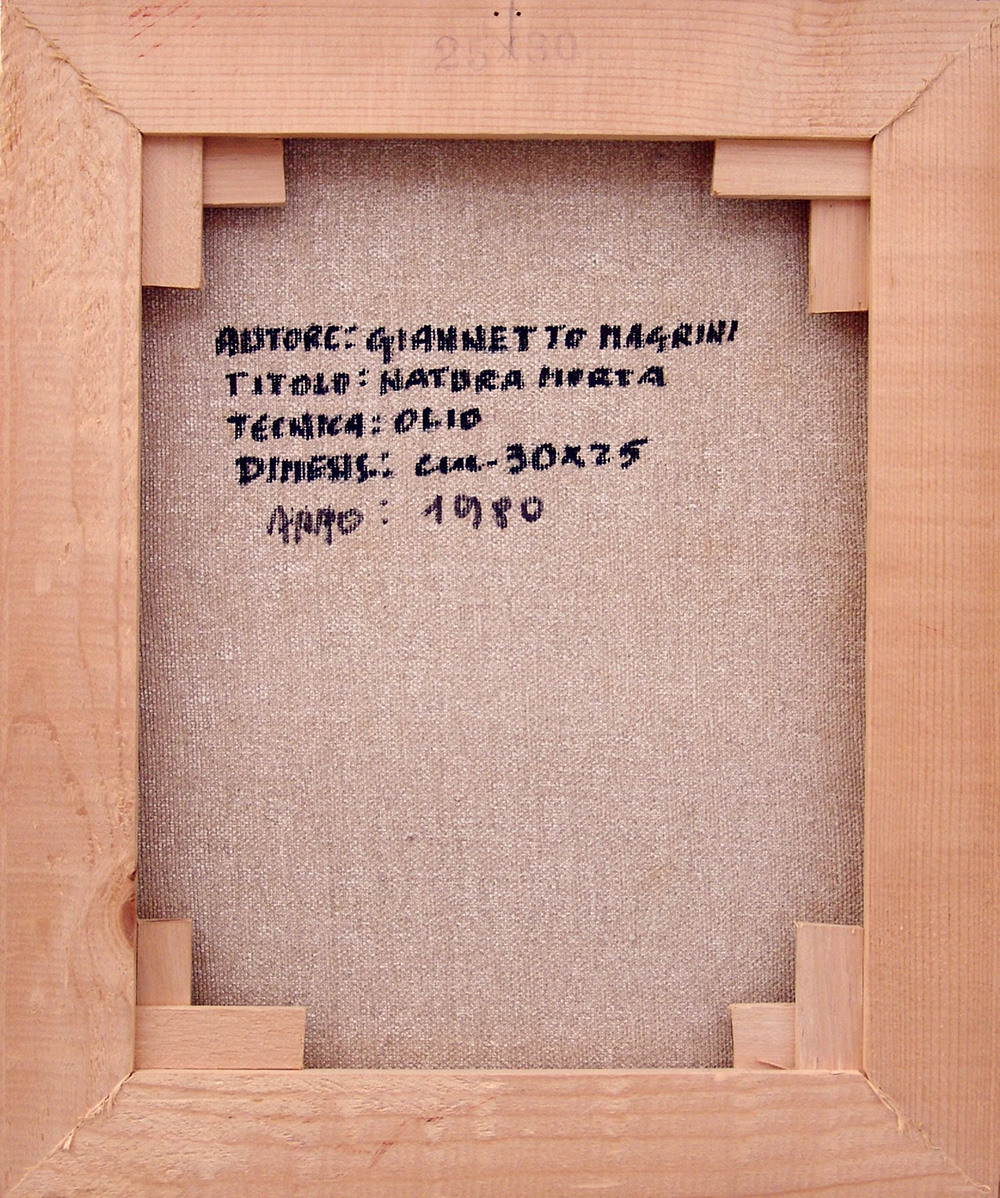 25x30
AUTORE: GIANNETTO MAGRINI
TITOLO: NATURA MORTA
TECNICA: OLIO
DIMENS.: cm-30x25
ANNO: 1980